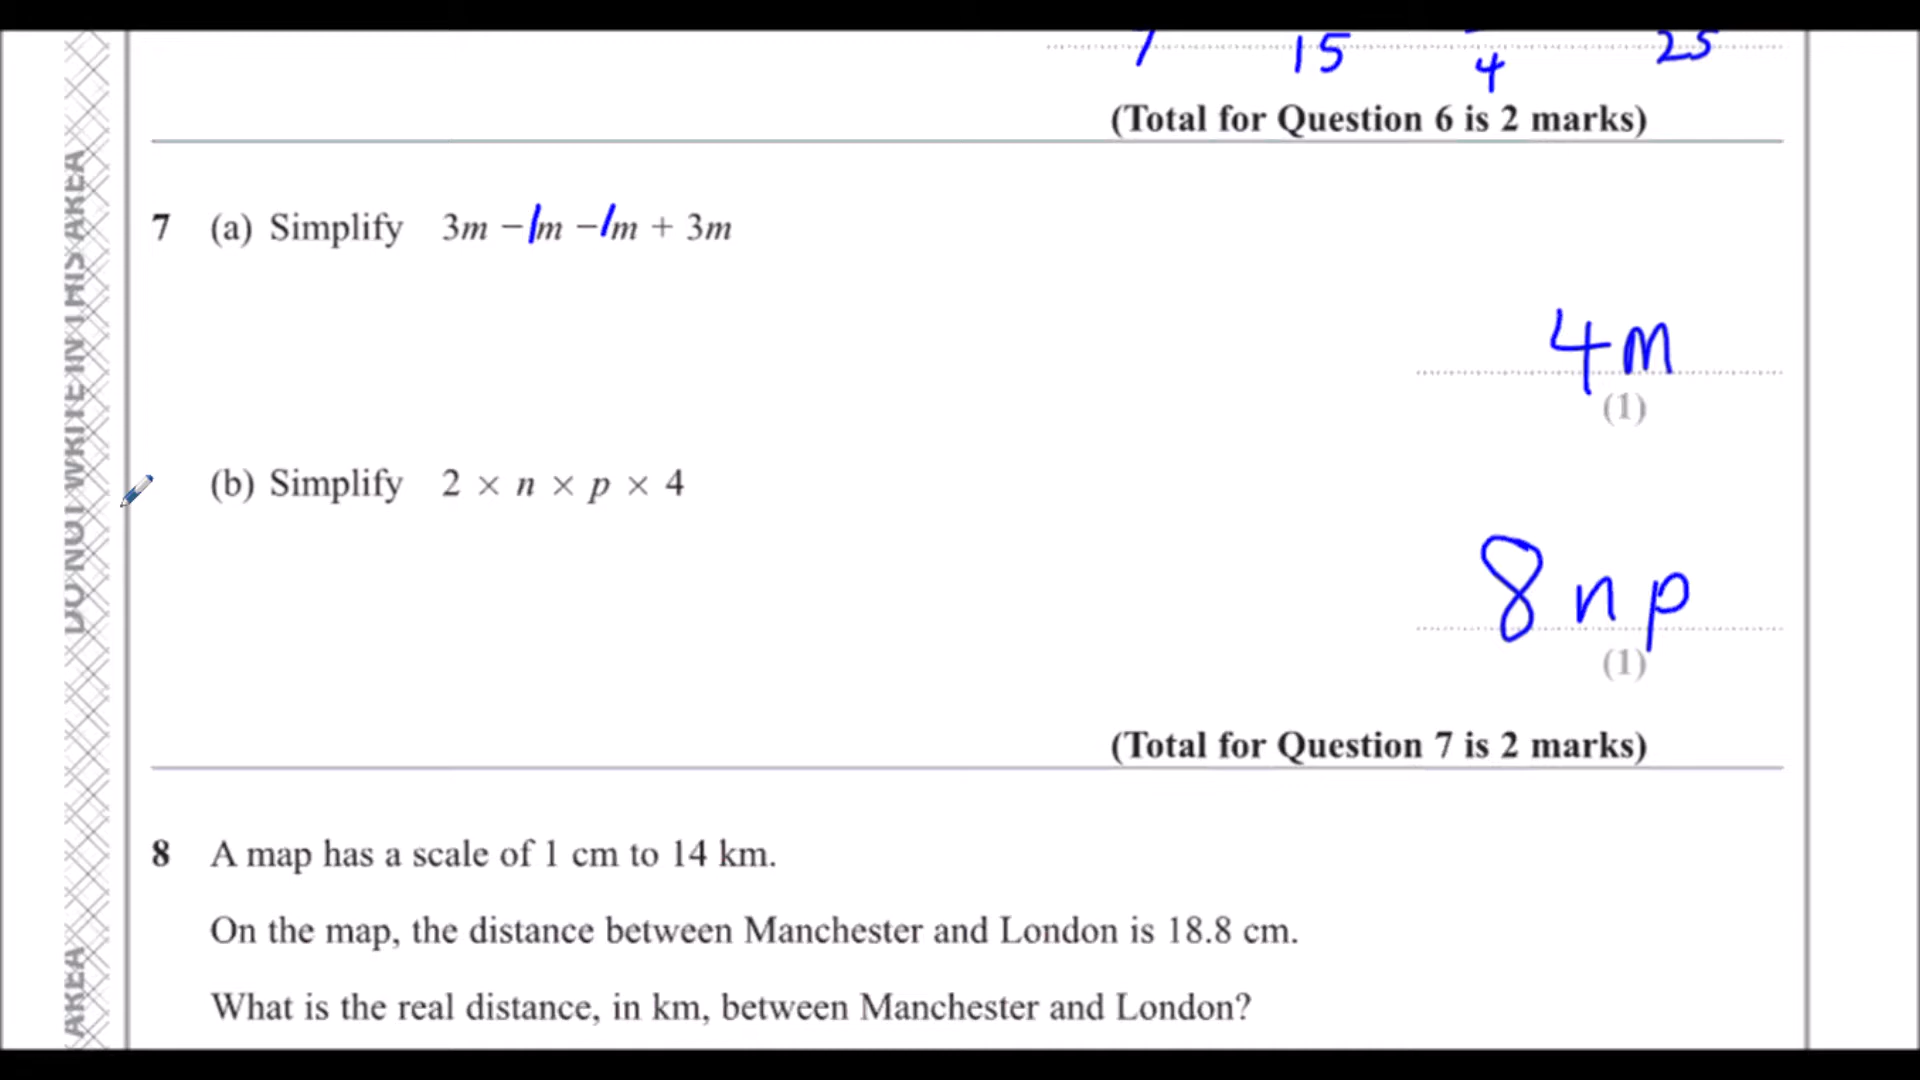 7 15 4 25
(Total for Question 6 is 2 marks)
7 (a) Simplify 3m − 1m − 1m + 3m
4m
(1)
(b) Simplify 2 × n × p × 4
8np
(1)
(Total for Question 7 is 2 marks)
8 A map has a scale of 1 cm to 14 km.
On the map, the distance between Manchester and London is 18.8 cm.
What is the real distance, in km, between Manchester and London?
DO NOT WRITE IN THIS AREA
AREA